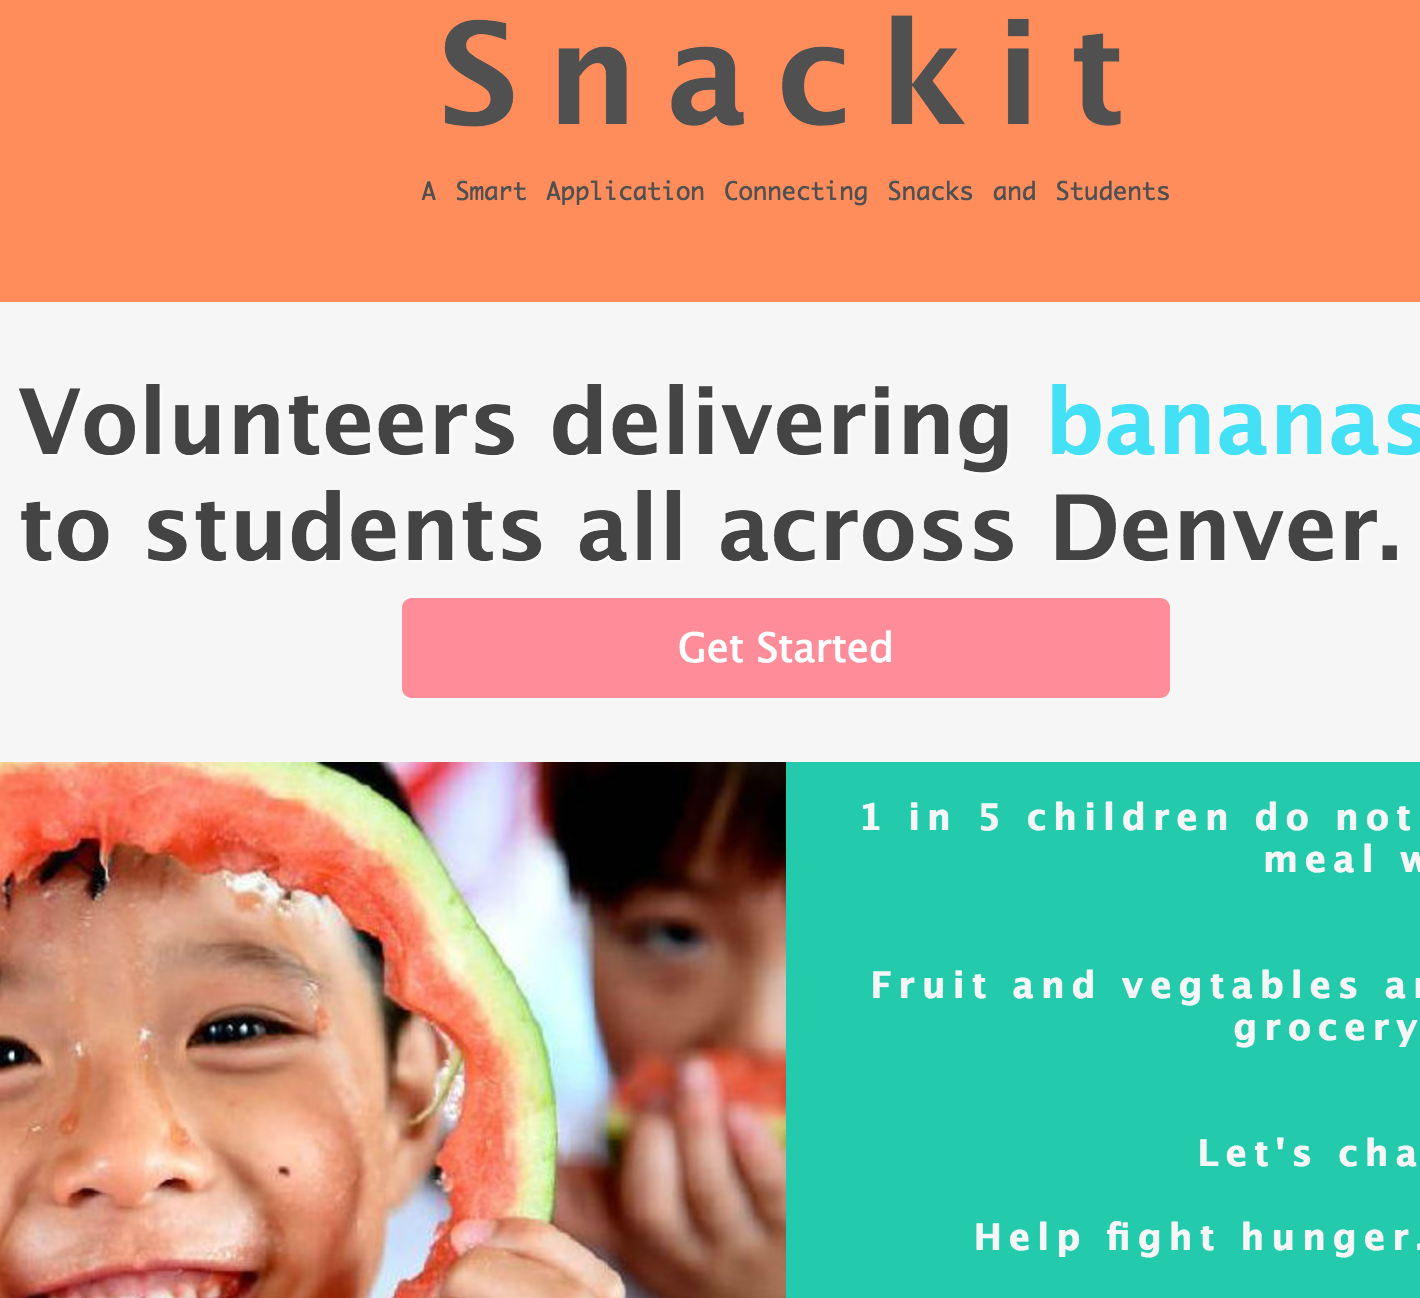 Snackit
A Smart Application Connecting Snacks and Students
Volunteers delivering bananas
to students all across Denver.
Get Started
1 in 5 children do not
meal
Fruit and vegtables
grocery
Let's
Help fight hunger.